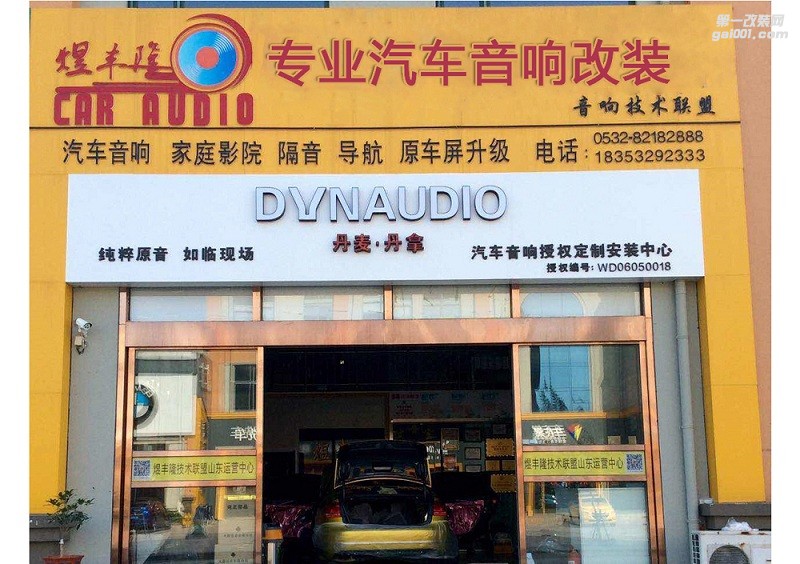 第一改装网
gai001.com
煜丰隆
CAR AUDIO
专业汽车音响改装
音响技术联盟
汽车音响 家庭影院 隔音 导航 原车屏升级 电话:
0532-82182888
18353292333
DYNAUDIO
丹麦·丹拿
纯粹原音 如临现场
汽车音响授权定制安装中心
授权编号: WD06050018
煜丰隆技术联盟山东运营中心
煜丰隆技术联盟山东运营中心